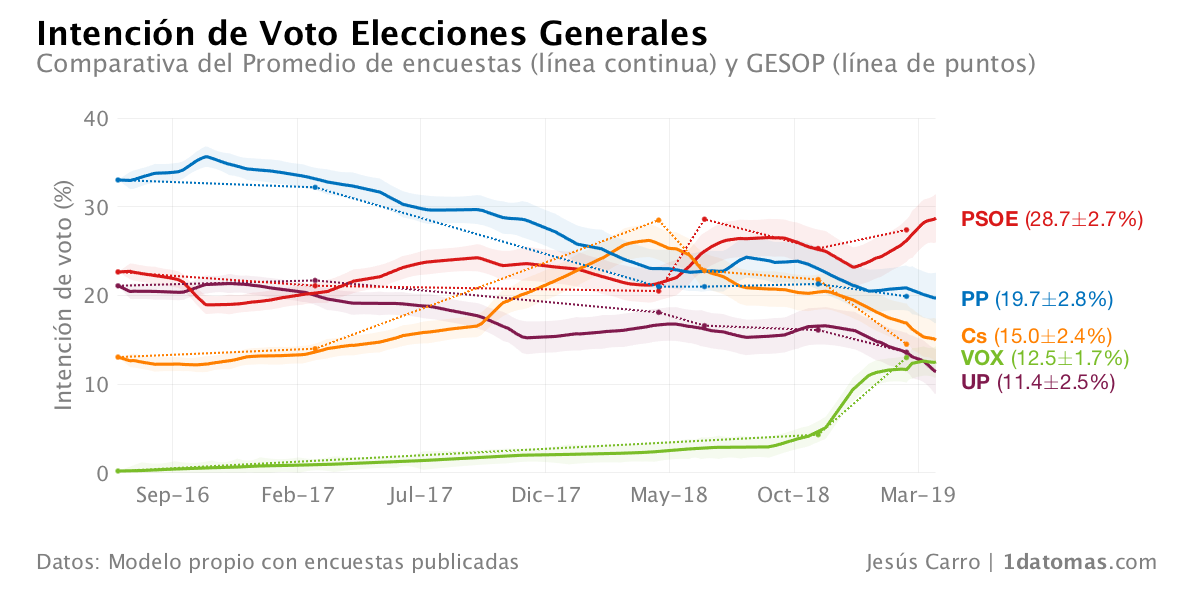 Intención de Voto Elecciones Generales
Comparativa del Promedio de encuestas (línea continua) y GESOP (línea de puntos)
Intención de voto (%)
40
30
20
10
0
Sep–16
Feb–17
Jul–17
Dic–17
May–18
Oct–18
Mar–19
PSOE (28.7±2.7%)
PP (19.7±2.8%)
Cs (15.0±2.4%)
VOX (12.5±1.7%)
UP (11.4±2.5%)
Datos: Modelo propio con encuestas publicadas
Jesús Carro | 1datomas.com